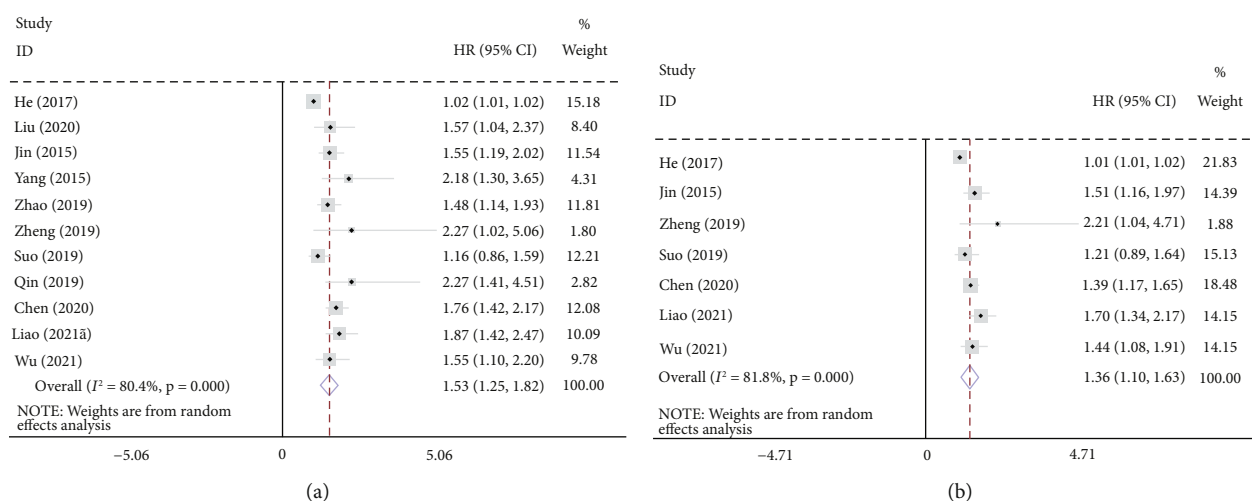 Study %
ID HR (95% CI) Weight
He (2017) 1.02 (1.01, 1.02) 15.18
Liu (2020) 1.57 (1.04, 2.37) 8.40
Jin (2015) 1.55 (1.19, 2.02) 11.54
Yang (2015) 2.18 (1.30, 3.65) 4.31
Zhao (2019) 1.48 (1.14, 1.93) 11.81
Zheng (2019) 2.27 (1.02, 5.06) 1.80
Suo (2019) 1.16 (0.86, 1.59) 12.21
Qin (2019) 2.27 (1.41, 4.51) 2.82
Chen (2020) 1.76 (1.42, 2.17) 12.08
Liao (2021ã) 1.87 (1.42, 2.47) 10.09
Wu (2021) 1.55 (1.10, 2.20) 9.78
Overall (I² = 80.4%, p = 0.000) 1.53 (1.25, 1.82) 100.00
NOTE: Weights are from random
effects analysis
−5.06 0 5.06
(a)
Study %
ID HR (95% CI) Weight
He (2017) 1.01 (1.01, 1.02) 21.83
Jin (2015) 1.51 (1.16, 1.97) 14.39
Zheng (2019) 2.21 (1.04, 4.71) 1.88
Suo (2019) 1.21 (0.89, 1.64) 15.13
Chen (2020) 1.39 (1.17, 1.65) 18.48
Liao (2021) 1.70 (1.34, 2.17) 14.15
Wu (2021) 1.44 (1.08, 1.91) 14.15
Overall (I² = 81.8%, p = 0.000) 1.36 (1.10, 1.63) 100.00
NOTE: Weights are from random
effects analysis
−4.71 0 4.71
(b)